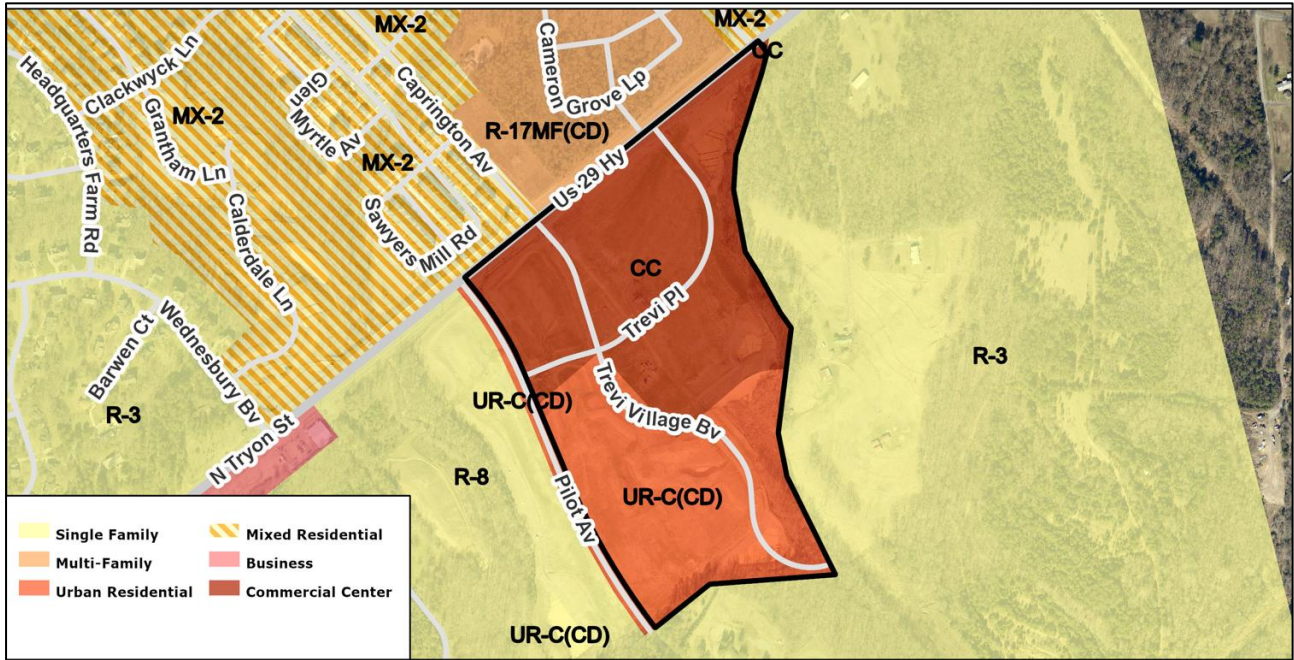 MX-2
MX-2
CC
Clackwyck Ln
Headquarters Farm Rd
Grantham Ln
MX-2
Glen Myrtle Av
MX-2
Caprington Av
Cameron Grove Lp
R-17MF(CD)
Us 29 Hy
Sawyers Mill Rd
Calderdale Ln
Wednesbury Bv
Barwen Ct
R-3
N Tryon St
CC
Trevi Pl
Trevi Village Bv
UR-C(CD)
R-3
R-8
Pilot Av
UR-C(CD)
UR-C(CD)
Single Family
Mixed Residential
Multi-Family
Business
Urban Residential
Commercial Center